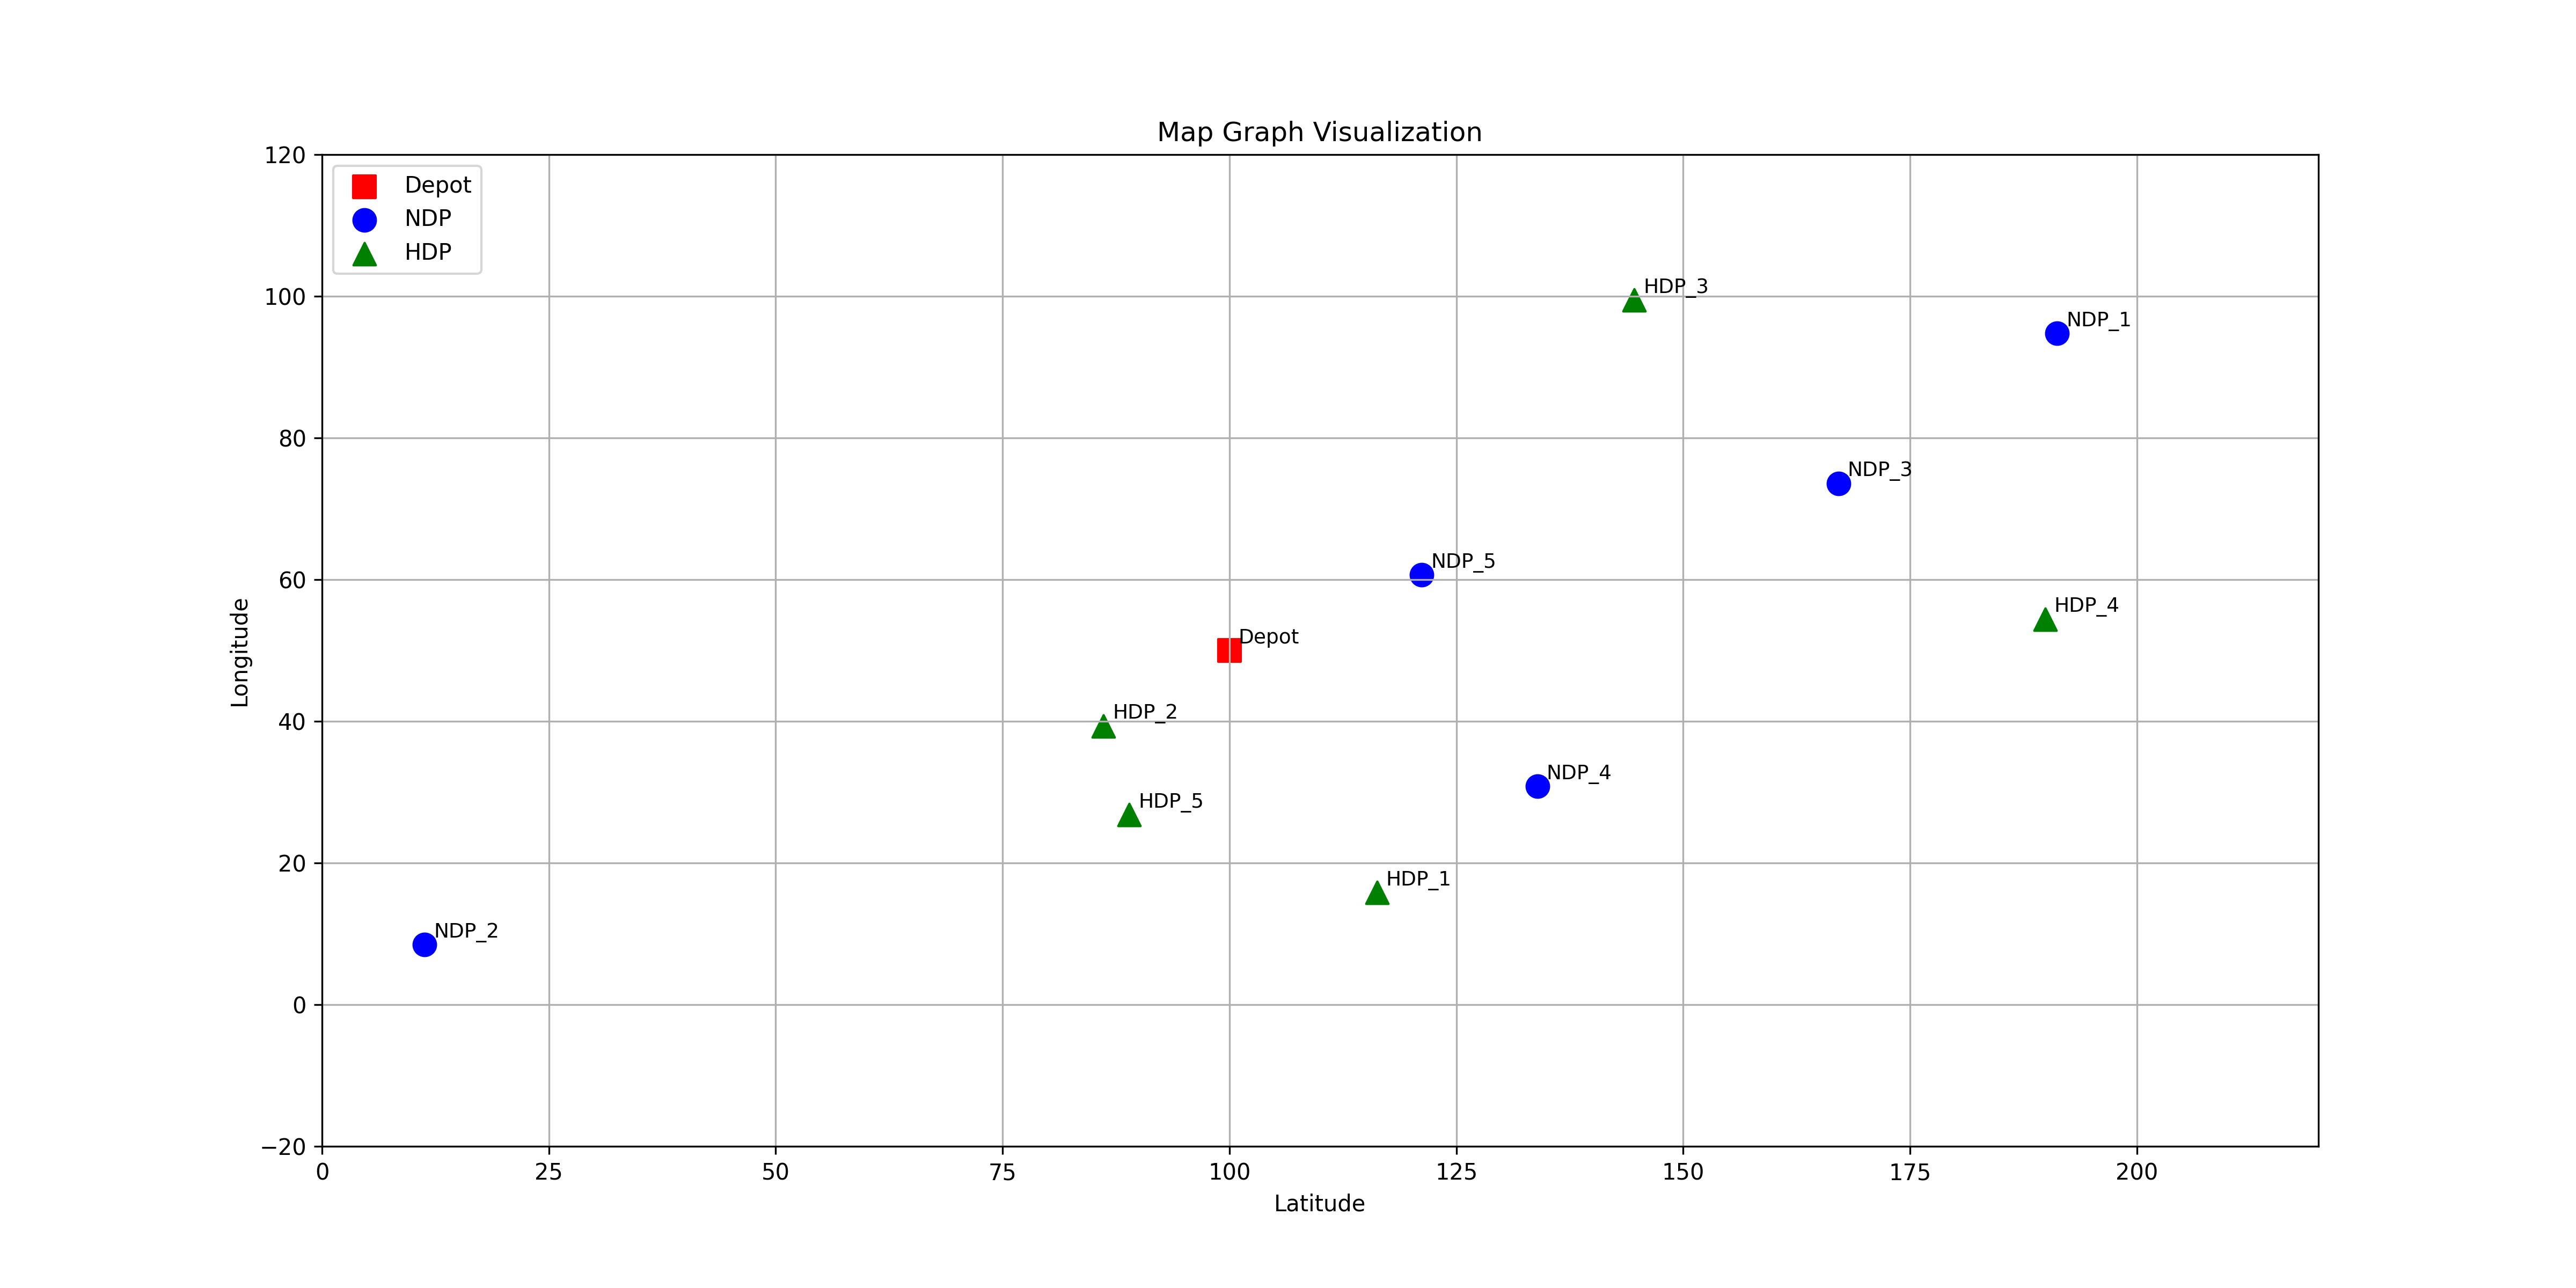 Map Graph Visualization
120
100
80
60
40
20
0
−20
Longitude
Depot
NDP
HDP
HDP_3
NDP_1
NDP_3
NDP_5
HDP_4
Depot
HDP_2
NDP_4
HDP_5
HDP_1
NDP_2
0 25 50 75 100 125 150 175 200
Latitude